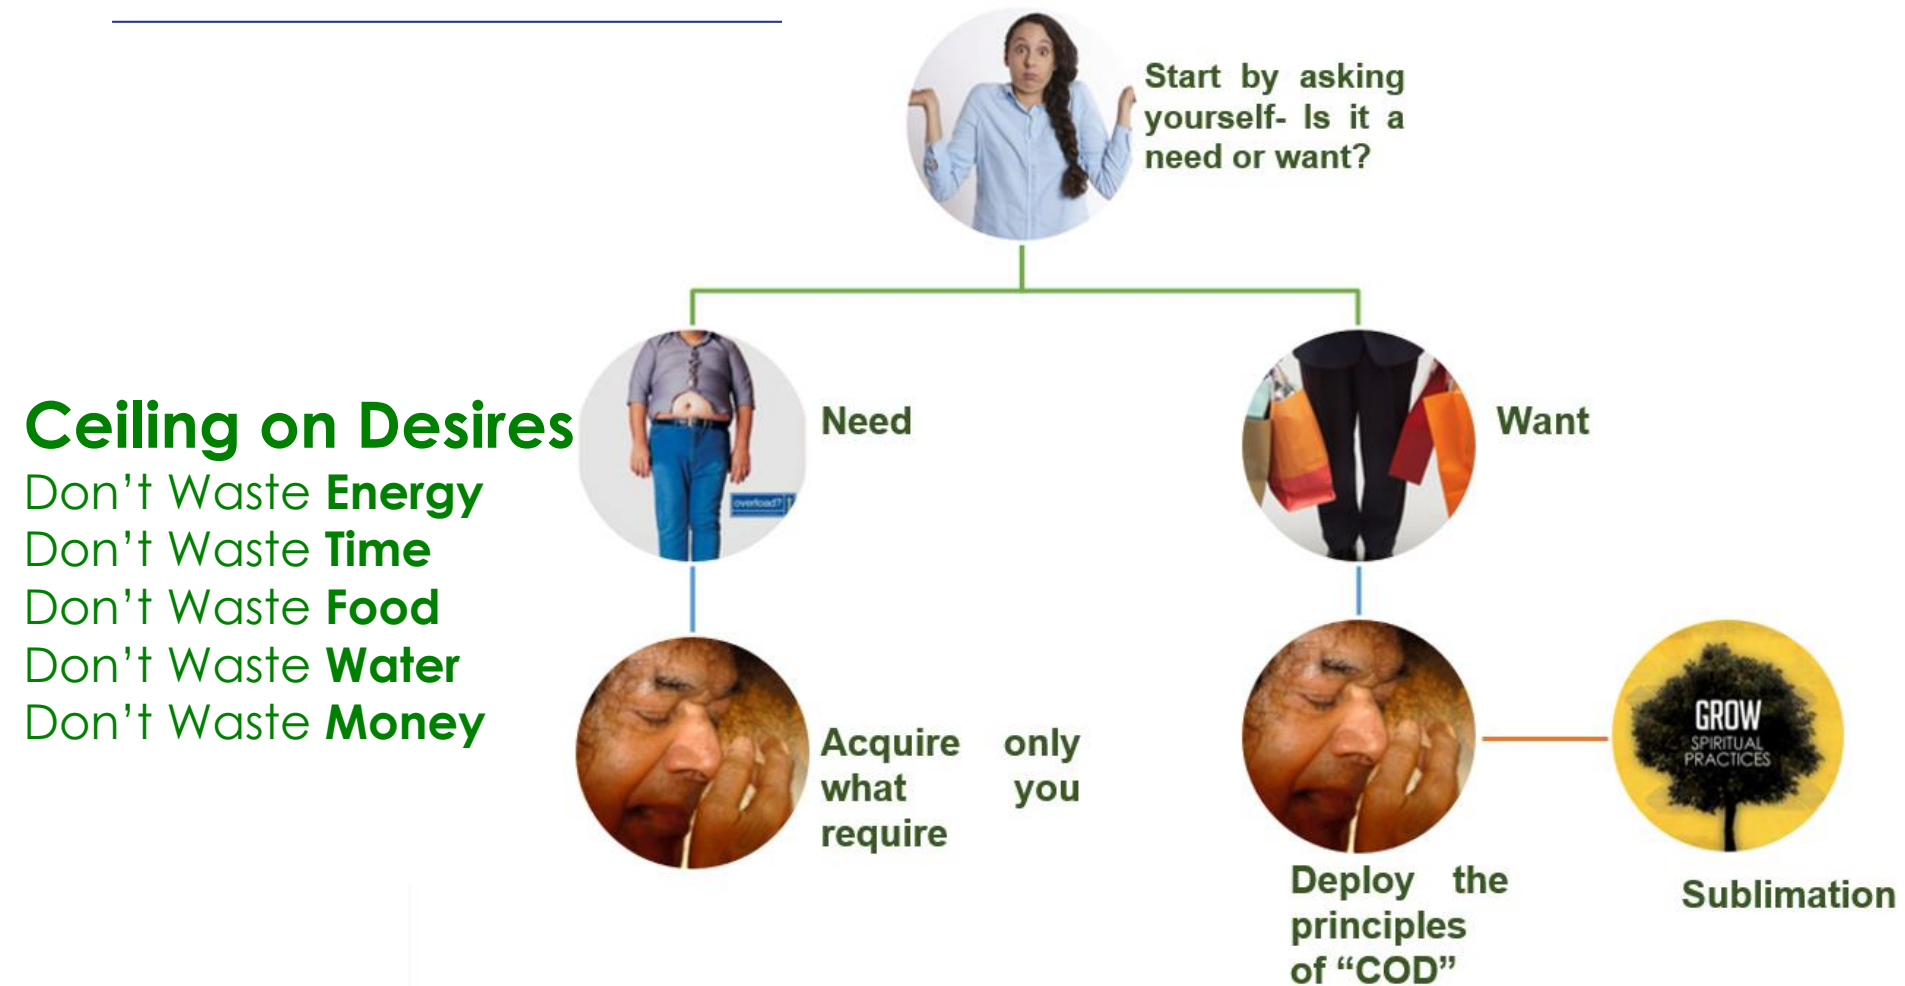 Start by asking
yourself- Is it a
need or want?
Ceiling on Desires
Don’t Waste Energy
Don’t Waste Time
Don’t Waste Food
Don’t Waste Water
Don’t Waste Money
Need
overload?
Want
Acquire only
what you
require
Deploy the
principles
of “COD”
GROW
SPIRITUAL
PRACTICES
Sublimation